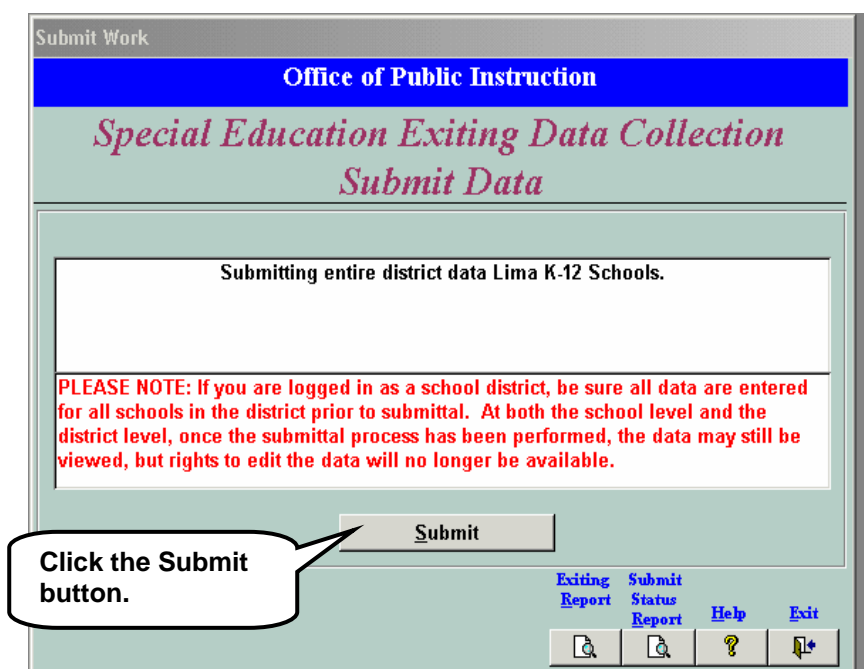 Submit Work
Office of Public Instruction
Special Education Exiting Data Collection
Submit Data
Submitting entire district data Lima K-12 Schools.
PLEASE NOTE: If you are logged in as a school district, be sure all data are entered
for all schools in the district prior to submittal.  At both the school level and the
district level, once the submittal process has been performed, the data may still be
viewed, but rights to edit the data will no longer be available.
Submit
Click the Submit
button.
Exiting
Report
Submit
Status
Report
Help
Exit